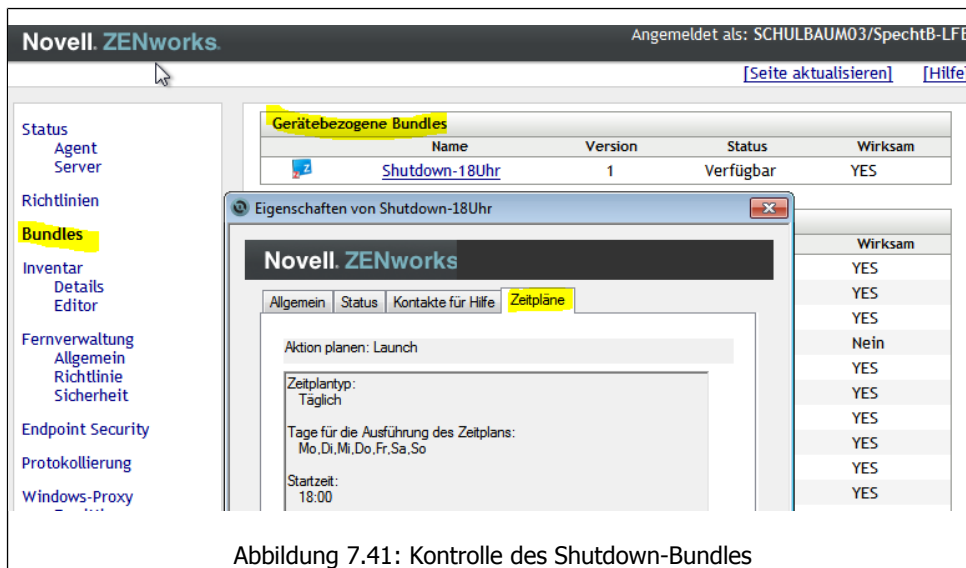 Novell. ZENworks.
Angemeldet als: SCHULBAUM03/SpechtB-LFB
[Seite aktualisieren] [Hilfe]
Status
Agent
Server
Richtlinien
Bundles
Inventar
Details
Editor
Fernverwaltung
Allgemein
Richtlinie
Sicherheit
Endpoint Security
Protokollierung
Windows-Proxy
Gerätebezogene Bundles
Name Version Status Wirksam
Shutdown-18Uhr 1 Verfügbar YES
Wirksam
YES
YES
YES
Nein
YES
YES
YES
YES
YES
YES
Eigenschaften von Shutdown-18Uhr
Novell. ZENworks
Allgemein Status Kontakte für Hilfe Zeitpläne
Aktion planen: Launch
Zeitplantyp:
Täglich
Tage für die Ausführung des Zeitplans:
Mo,Di,Mi,Do,Fr,Sa,So
Startzeit:
18:00
Abbildung 7.41: Kontrolle des Shutdown-Bundles